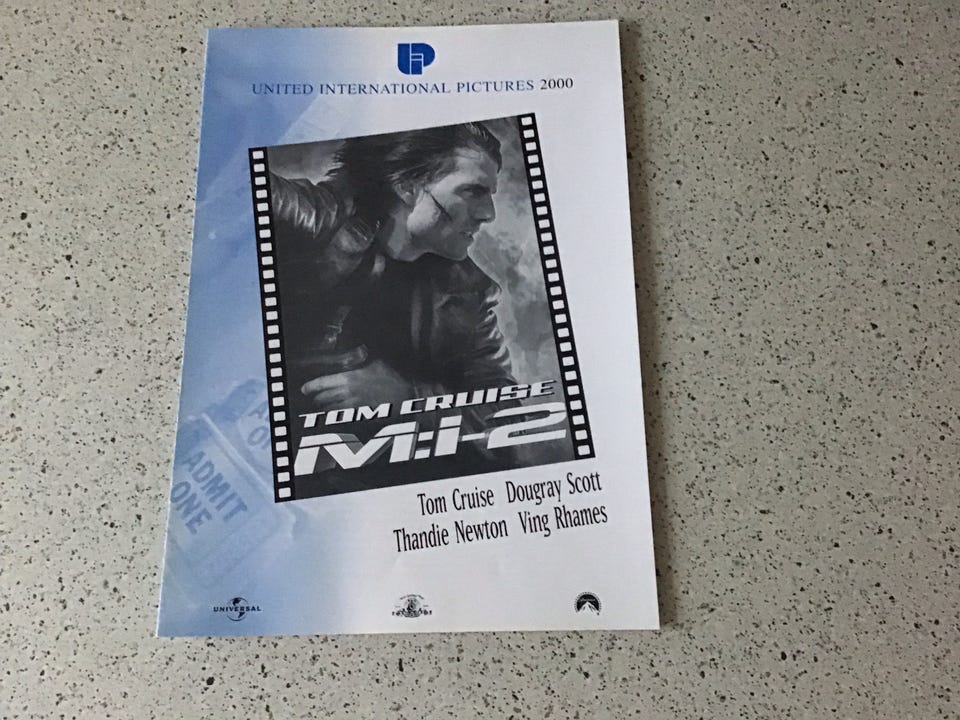 UNITED INTERNATIONAL PICTURES 2000
TOM CRUISE
M:i-2
Tom Cruise Dougray Scott
Thandie Newton Ving Rhames
ADMIT
ONE
UNIVERSAL